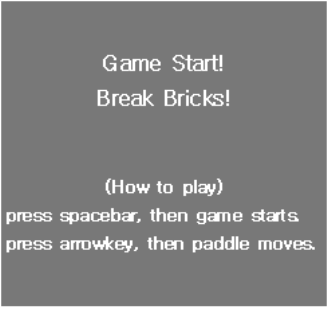 Game Start!
Break Bricks!
(How to play)
press spacebar, then game starts.
press arrowkey, then paddle moves.